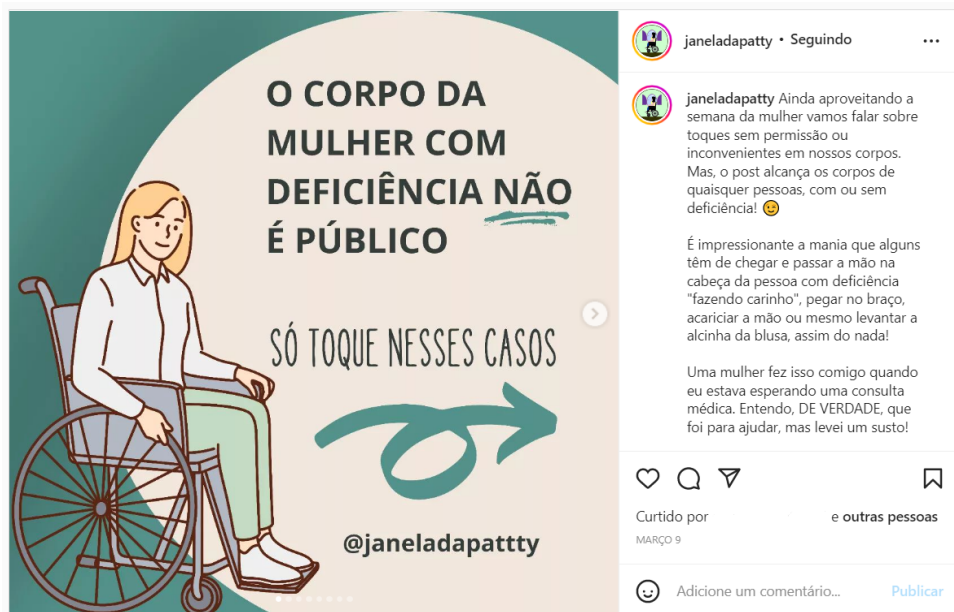 O CORPO DA
MULHER COM
DEFICIÊNCIA NÃO
É PÚBLICO
SÓ TOQUE NESSES CASOS
@janeladapattty
janeladapattty • Seguindo
janeladapattty Ainda aproveitando a
semana da mulher vamos falar sobre
toques sem permissão ou
inconvenientes em nossos corpos.
Mas, o post alcança os corpos de
quaisquer pessoas, com ou sem
deficiência! 😉
É impressionante a mania que alguns
têm de chegar e passar a mão na
cabeça da pessoa com deficiência
"fazendo carinho", pegar no braço,
acariciar a mão ou mesmo levantar a
alcinha da blusa, assim do nada!
Uma mulher fez isso comigo quando
eu estava esperando uma consulta
médica. Entendo, DE VERDADE, que
foi para ajudar, mas levei um susto!
Curtido por e outras pessoas
MARÇO 9
Adicione um comentário... Publicar